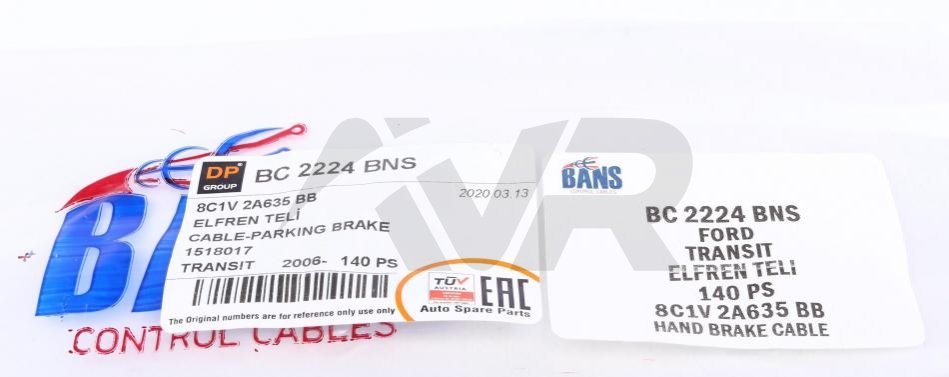 DP
GROUP
BC 2224 BNS
8C1V 2A635 BB
2020.03.13
ELFREN TELİ
CABLE-PARKING BRAKE
1518017
TRANSIT 2006- 140 PS
TÜV
AUSTRIA
EAC
Auto Spare Parts
The Original numbers are for reference only use only
CONTROL CABLES
BANS
CONTROL CABLES
BC 2224 BNS
FORD
TRANSIT
ELFREN TELİ
140 PS
8C1V 2A635 BB
HAND BRAKE CABLE